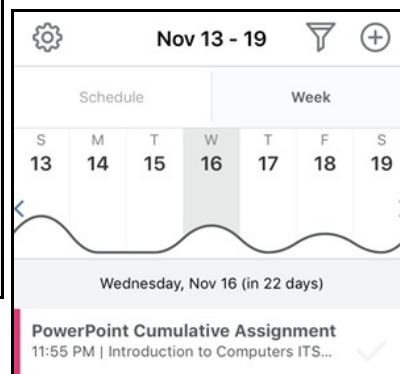 Nov 13 - 19
Schedule Week
S M T W T F S
13 14 15 16 17 18 19
Wednesday, Nov 16 (in 22 days)
PowerPoint Cumulative Assignment
11:55 PM | Introduction to Computers ITS...